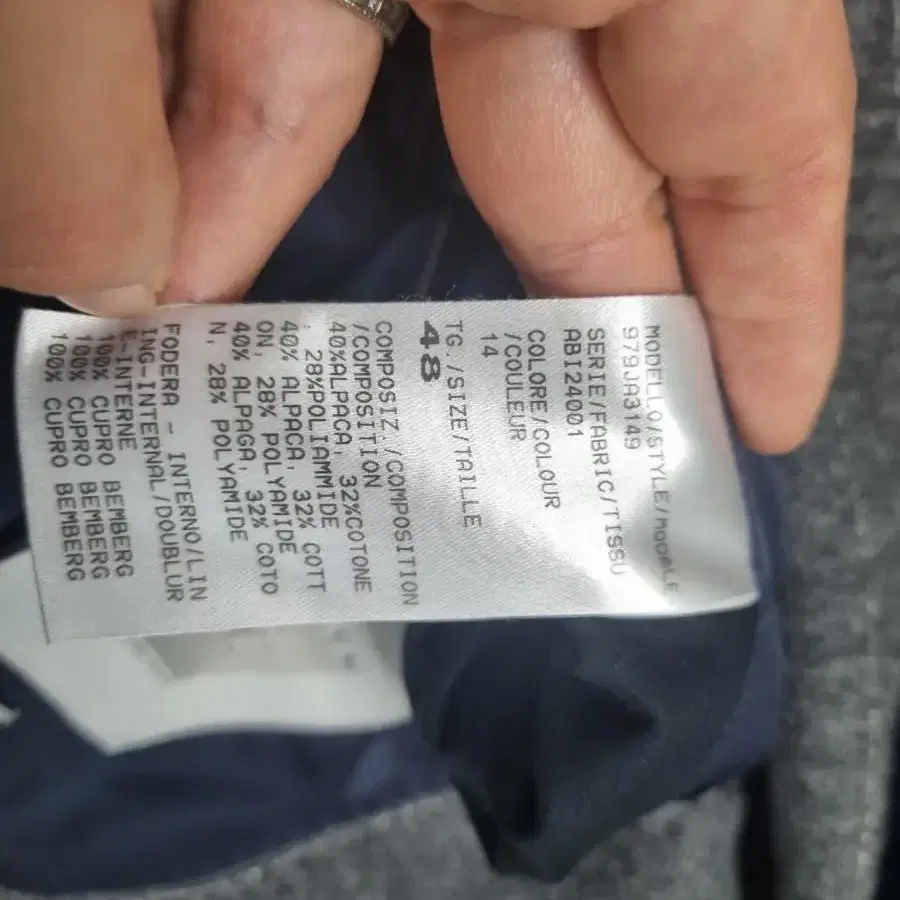 MODELLO/STYLE/MODELE
979JA3149
SERIE/FABRIC/TISSU
ABI24001
COLORE/COLOUR
/COULEUR
14
TG./SIZE/TAILLE
48
COMPOSIZ./COMPOSITION
/COMPOSITION
40%ALPACA, 32%COTONE
, 28%POLIAMMIDE
40% ALPACA, 32% COTT
ON, 28% POLYAMIDE
40% ALPAGA, 32% COTO
N, 28% POLYAMIDE
FODERA - INTERNO/LIN
ING-INTERNAL/DOUBLUR
E-INTERNE
100% CUPRO BEMBERG
100% CUPRO BEMBERG
100% CUPRO BEMBERG